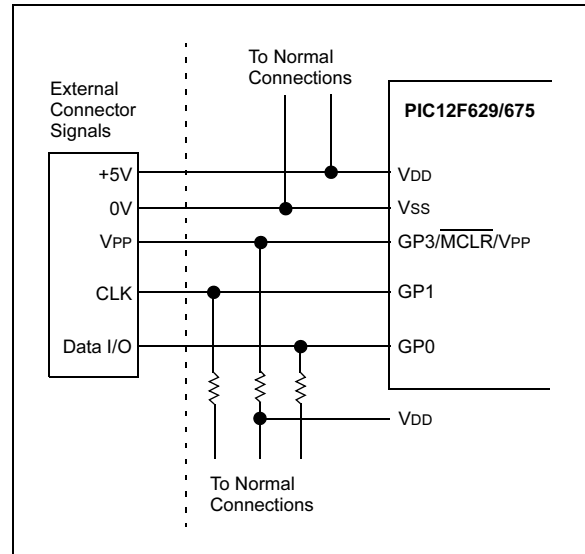 To Normal
Connections
External
Connector
Signals
PIC12F629/675
+5V
VDD
0V
VSS
VPP
GP3/MCLR/VPP
CLK
GP1
Data I/O
GP0
VDD
To Normal
Connections